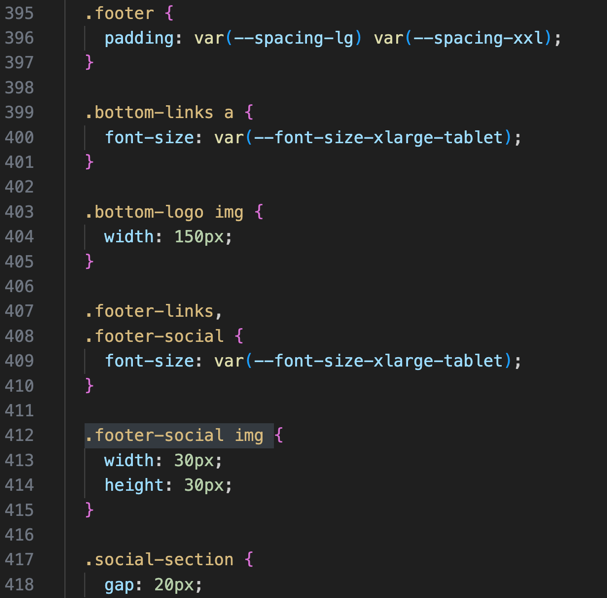 395 .footer {
396 padding: var(--spacing-lg) var(--spacing-xxl);
397 }
398
399 .bottom-links a {
400 font-size: var(--font-size-xlarge-tablet);
401 }
402
403 .bottom-logo img {
404 width: 150px;
405 }
406
407 .footer-links,
408 .footer-social {
409 font-size: var(--font-size-xlarge-tablet);
410 }
411
412 .footer-social img {
413 width: 30px;
414 height: 30px;
415 }
416
417 .social-section {
418 gap: 20px;